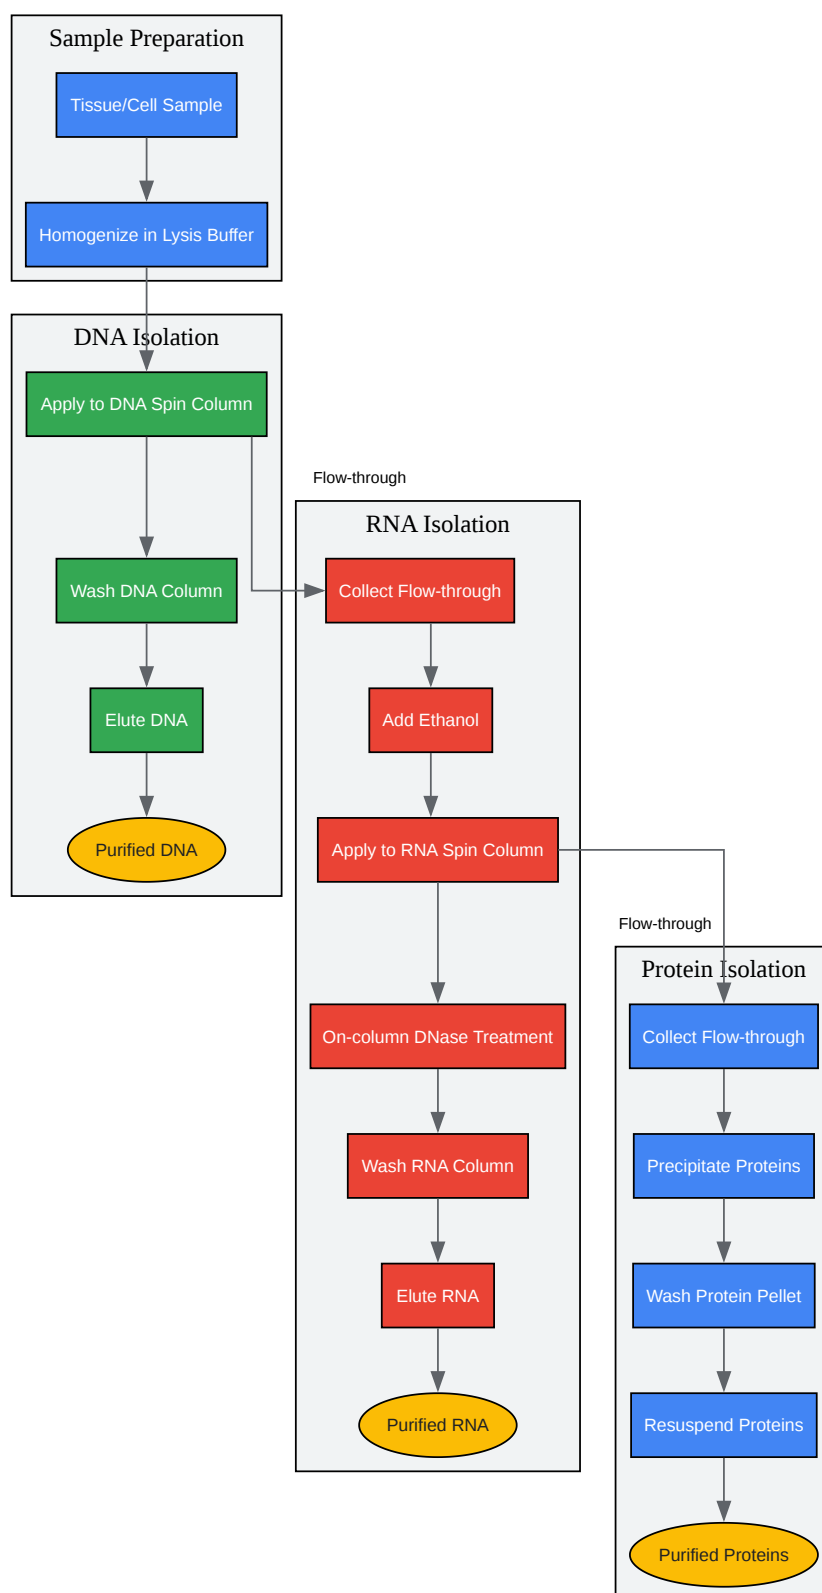 Sample Preparation
Tissue/Cell Sample
Homogenize in Lysis Buffer
DNA Isolation
Apply to DNA Spin Column
Wash DNA Column
Elute DNA
Purified DNA
Flow-through
RNA Isolation
Collect Flow-through
Add Ethanol
Apply to RNA Spin Column
On-column DNase Treatment
Wash RNA Column
Elute RNA
Purified RNA
Flow-through
Protein Isolation
Collect Flow-through
Precipitate Proteins
Wash Protein Pellet
Resuspend Proteins
Purified Proteins